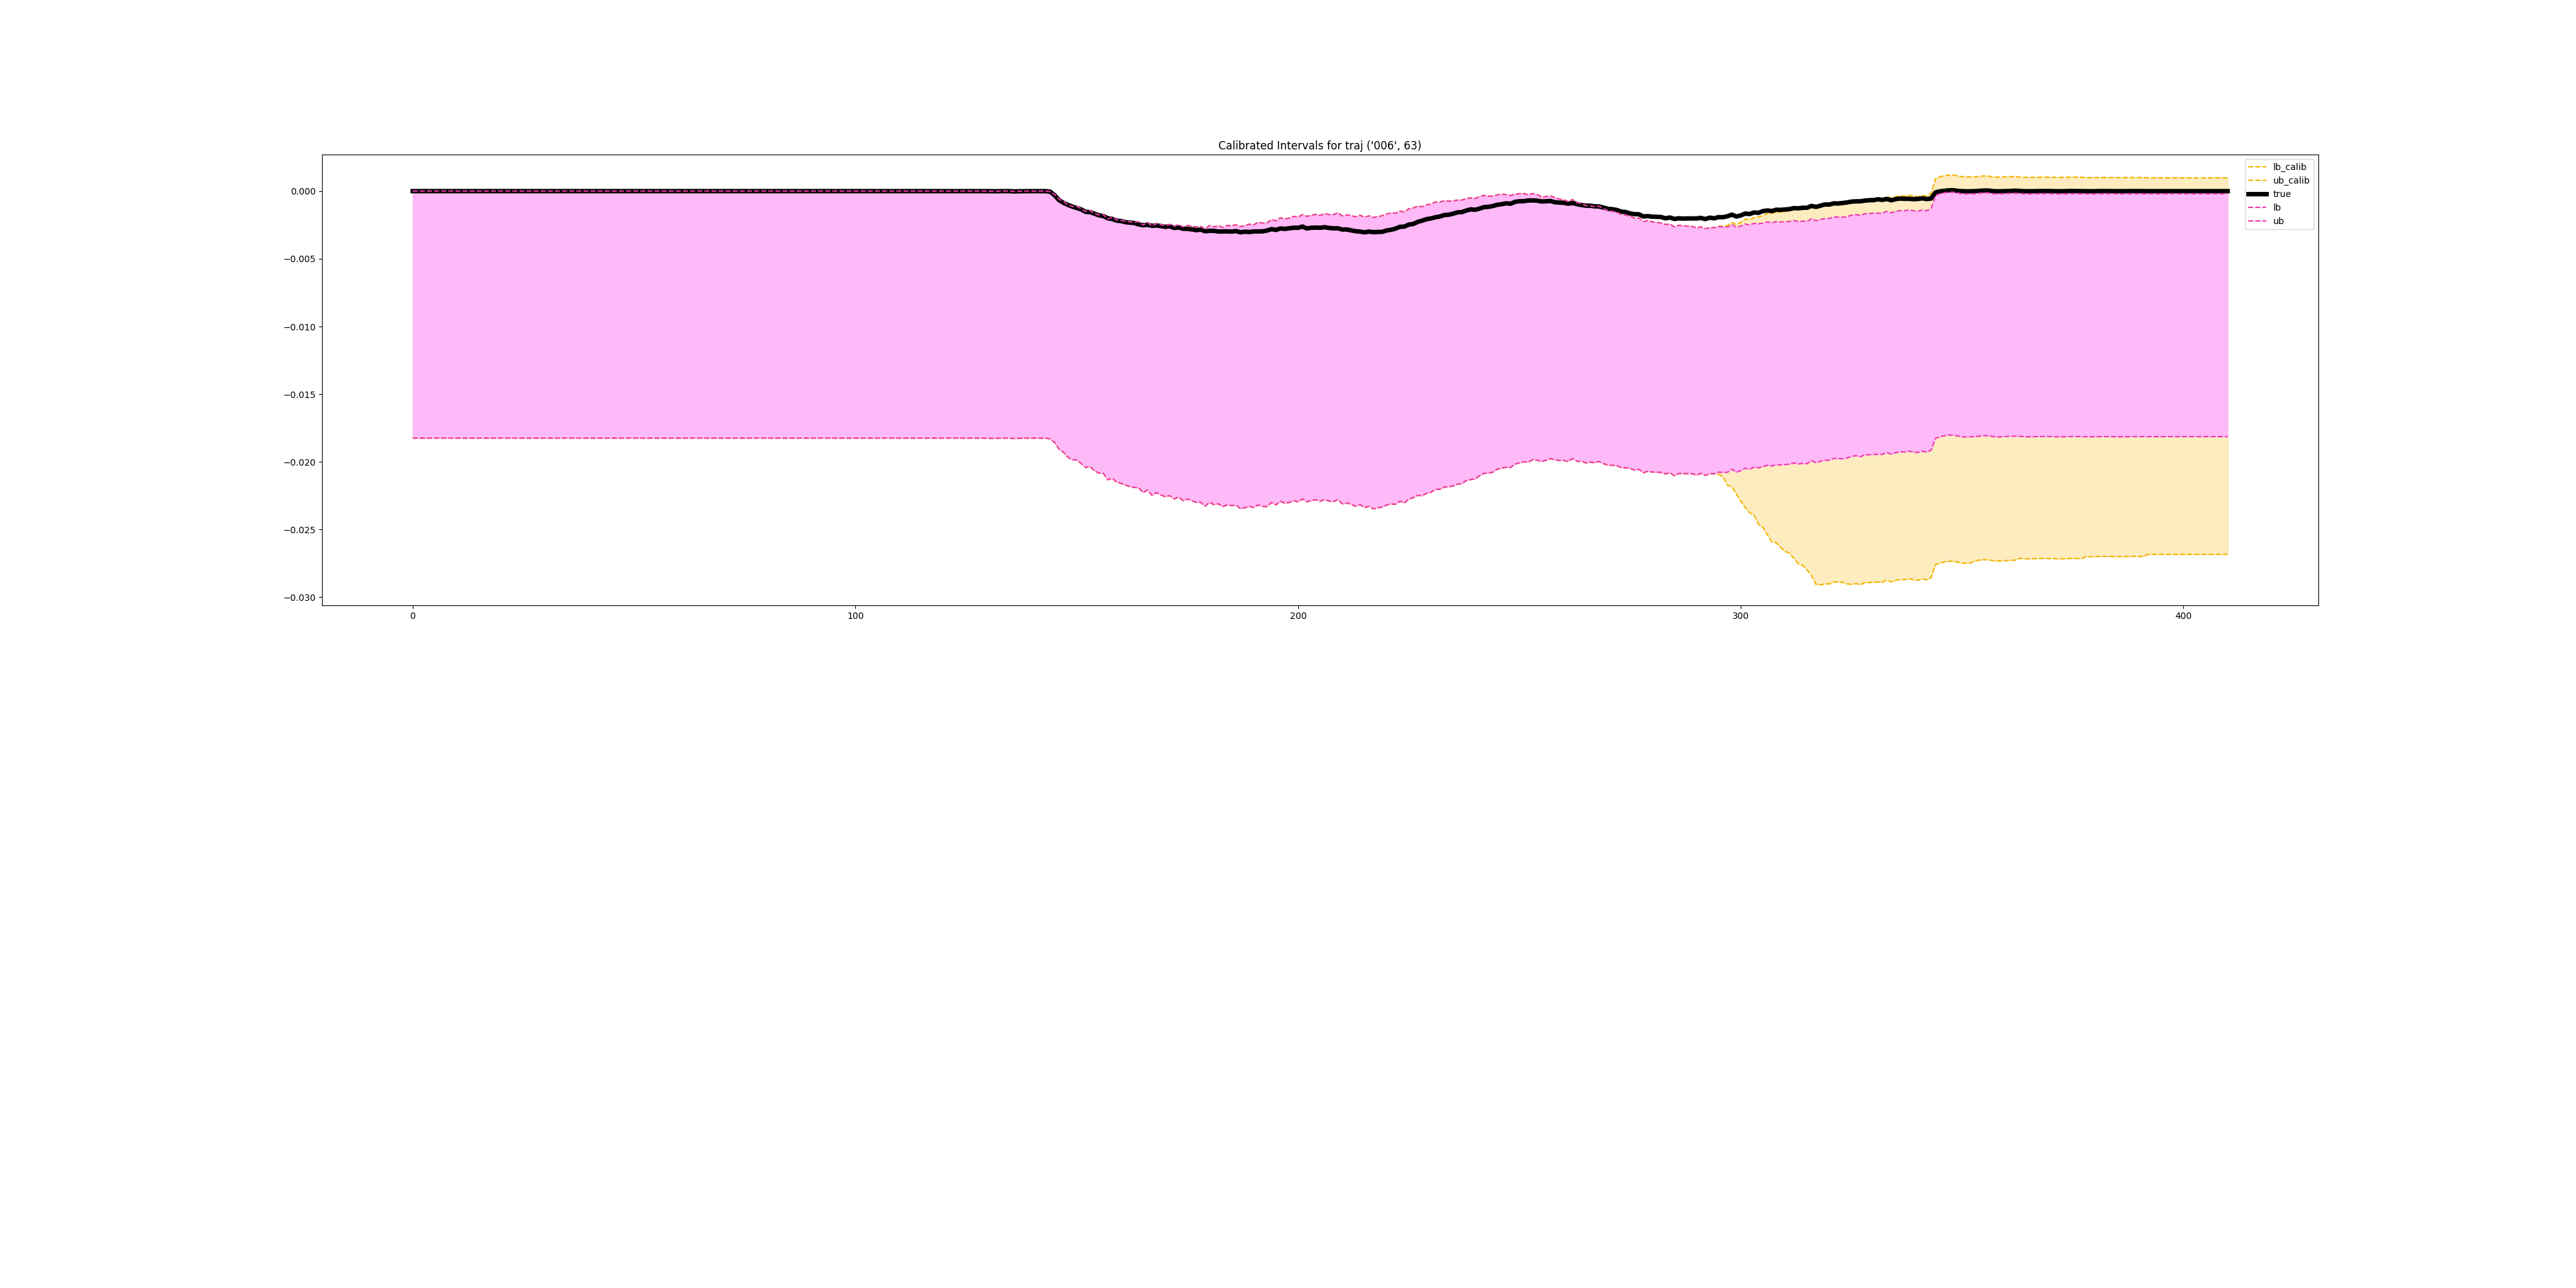 Calibrated Intervals for traj ('006', 63)
0.000
−0.005
−0.010
−0.015
−0.020
−0.025
−0.030
0
100
200
300
400
lb_calib
ub_calib
true
lb
ub